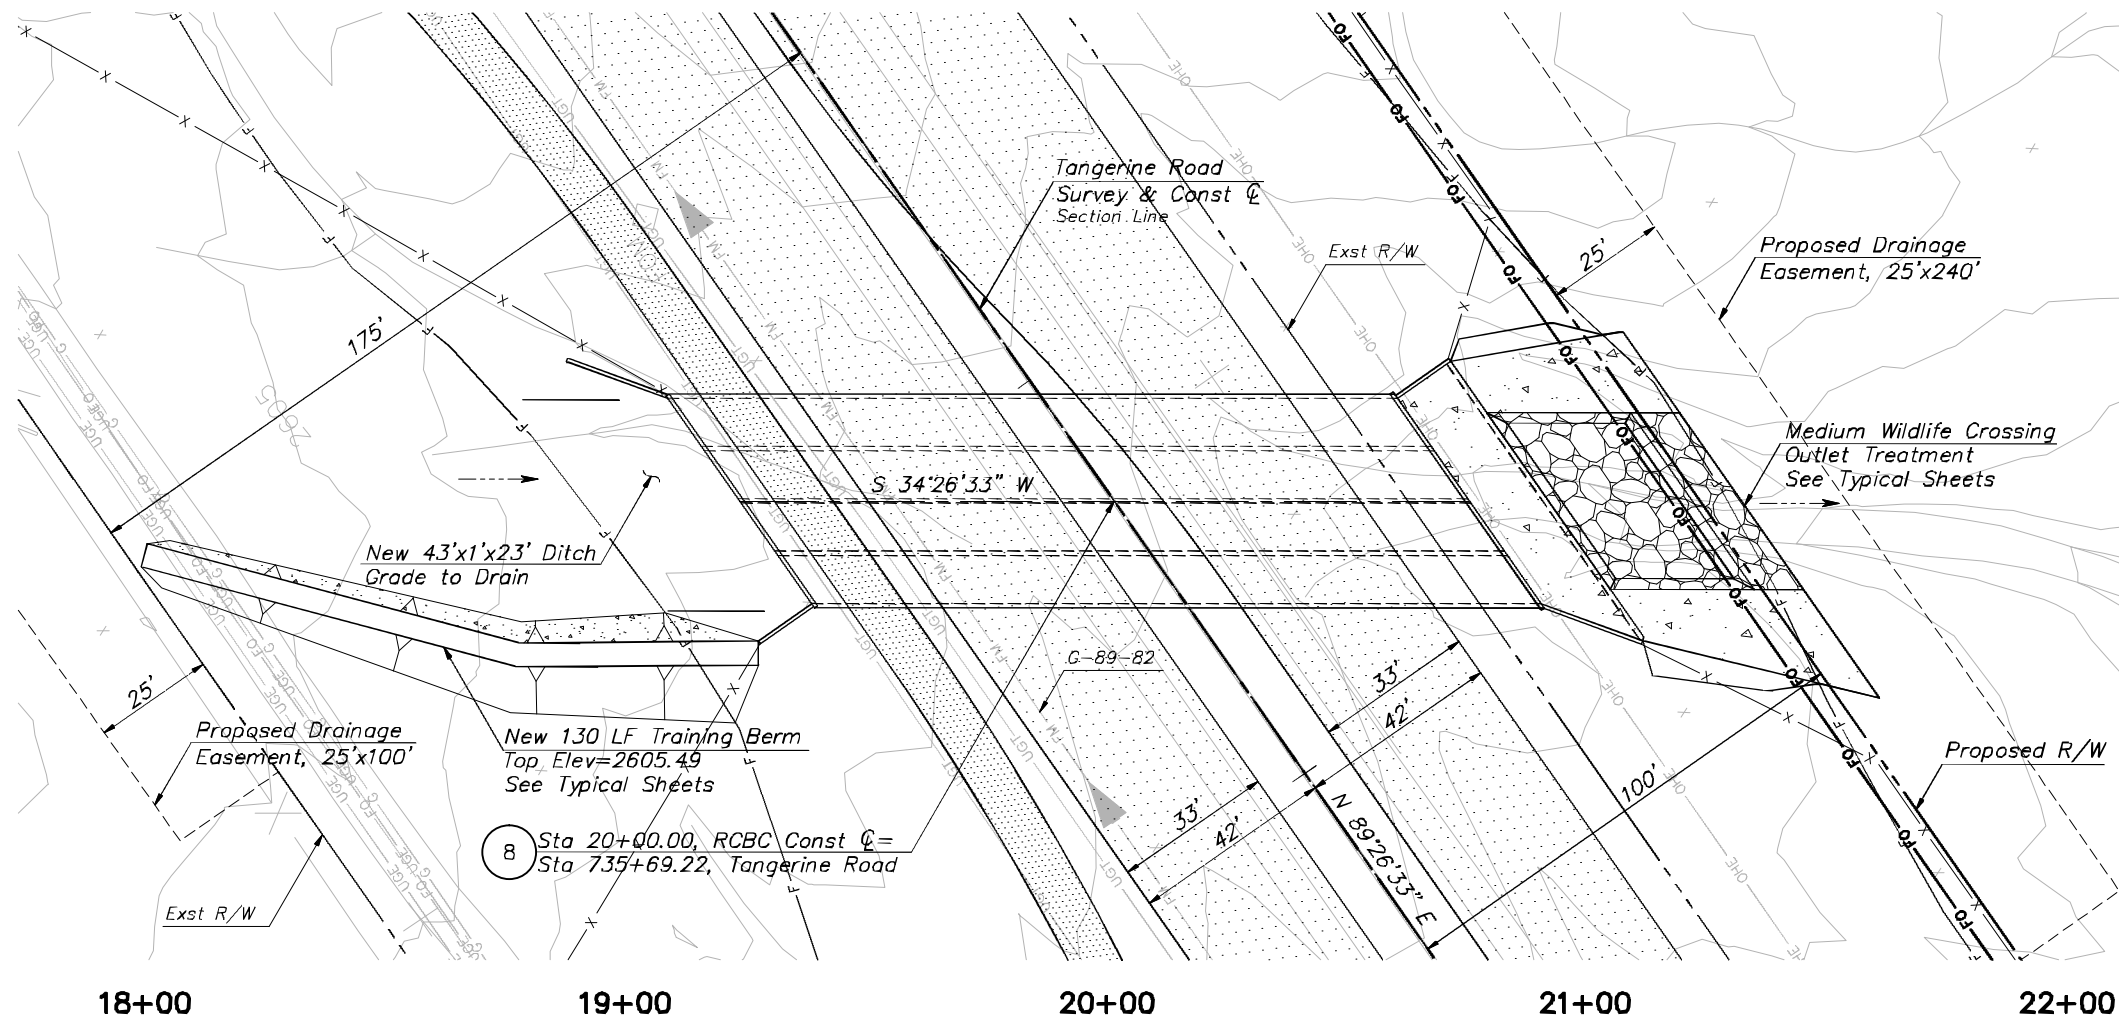 Tangerine Road
Survey & Const ℄
Section Line
Exst R/W
25'
Proposed Drainage
Easement, 25'x240'
175'
2605
S 34°26'33" W
Medium Wildlife Crossing
Outlet Treatment
See Typical Sheets
New 43'x1'x23' Ditch
Grade to Drain
G-89-82
33'
42'
25'
Proposed Drainage
Easement, 25'x100'
New 130 LF Training Berm
Top Elev=2605.49
See Typical Sheets
Proposed R/W
100'
33'
42'
N 89°26'33" E
8
Sta 20+00.00, RCBC Const ℄=
Sta 735+69.22, Tangerine Road
Exst R/W
18+00 19+00 20+00 21+00 22+00